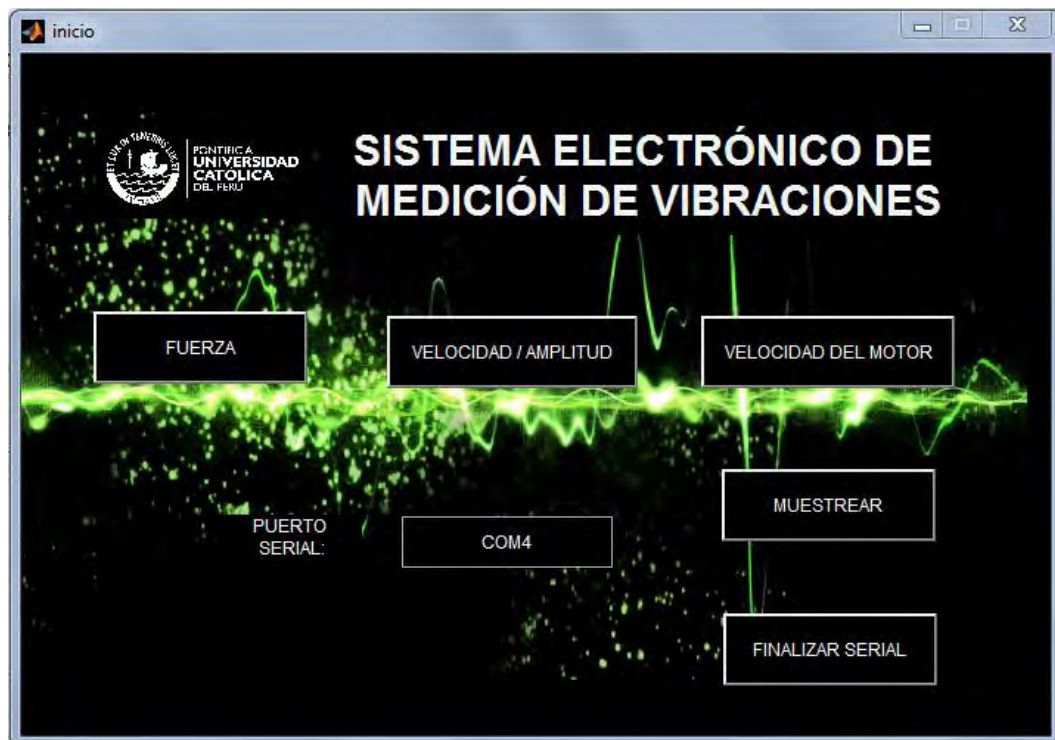 inicio
PONTIFICIA
UNIVERSIDAD
CATÓLICA
DEL PERÚ
SISTEMA ELECTRÓNICO DE
MEDICIÓN DE VIBRACIONES
FUERZA
VELOCIDAD / AMPLITUD
VELOCIDAD DEL MOTOR
MUESTREAR
PUERTO
SERIAL:
COM4
FINALIZAR SERIAL